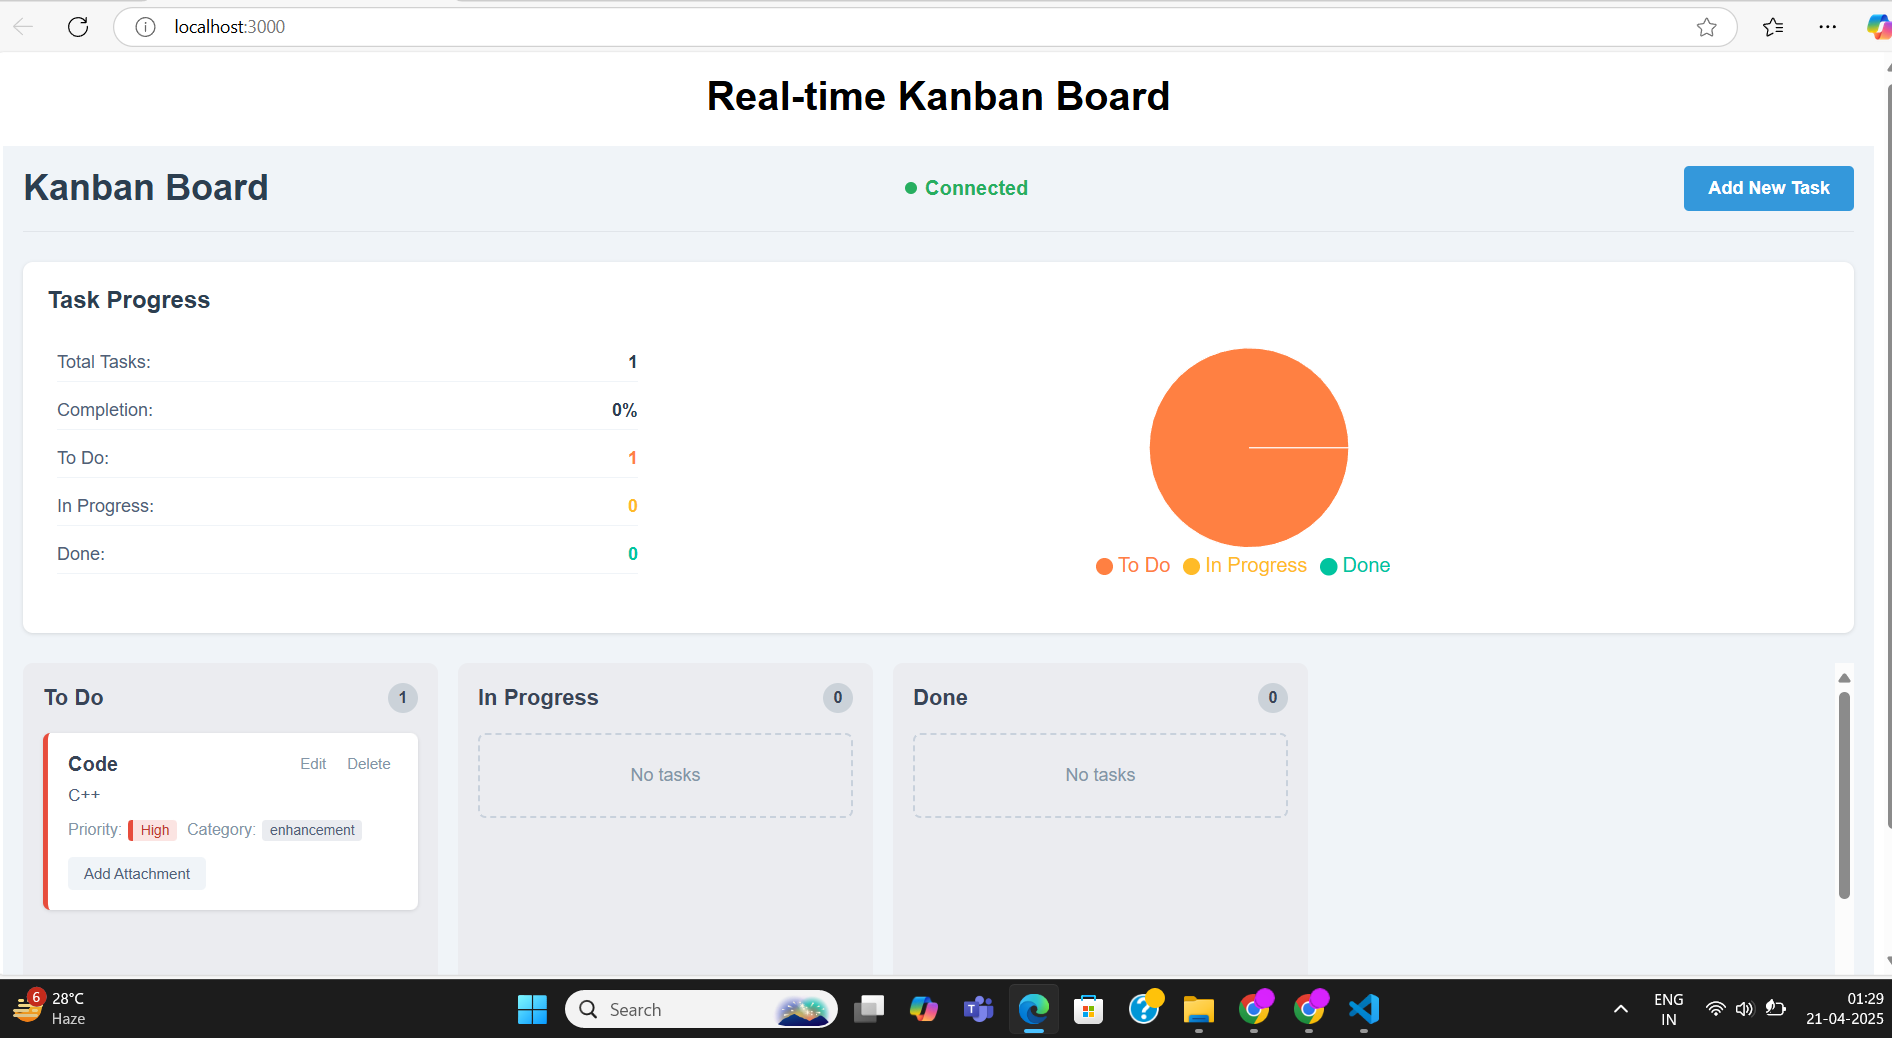 localhost:3000
Real-time Kanban Board
Kanban Board
Connected
Add New Task
Task Progress
Total Tasks: 1
Completion: 0%
To Do: 1
In Progress: 0
Done: 0
To Do In Progress Done
To Do 1
In Progress 0
Done 0
Code Edit Delete
C++
Priority: High Category: enhancement
Add Attachment
No tasks
No tasks
6
28°C
Haze
Search
ENG
IN
01:29
21-04-2025